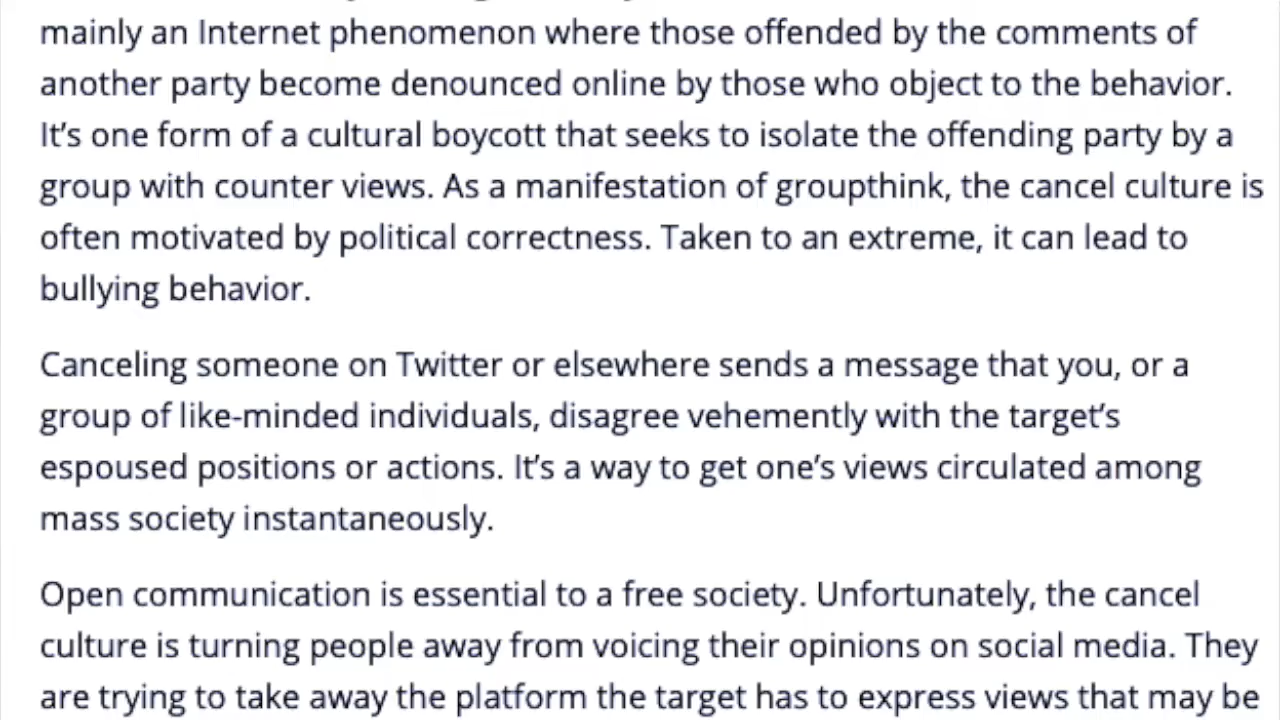 mainly an Internet phenomenon where those offended by the comments of
another party become denounced online by those who object to the behavior.
It’s one form of a cultural boycott that seeks to isolate the offending party by a
group with counter views. As a manifestation of groupthink, the cancel culture is
often motivated by political correctness. Taken to an extreme, it can lead to
bullying behavior.
Canceling someone on Twitter or elsewhere sends a message that you, or a
group of like-minded individuals, disagree vehemently with the target’s
espoused positions or actions. It’s a way to get one’s views circulated among
mass society instantaneously.
Open communication is essential to a free society. Unfortunately, the cancel
culture is turning people away from voicing their opinions on social media. They
are trying to take away the platform the target has to express views that may be